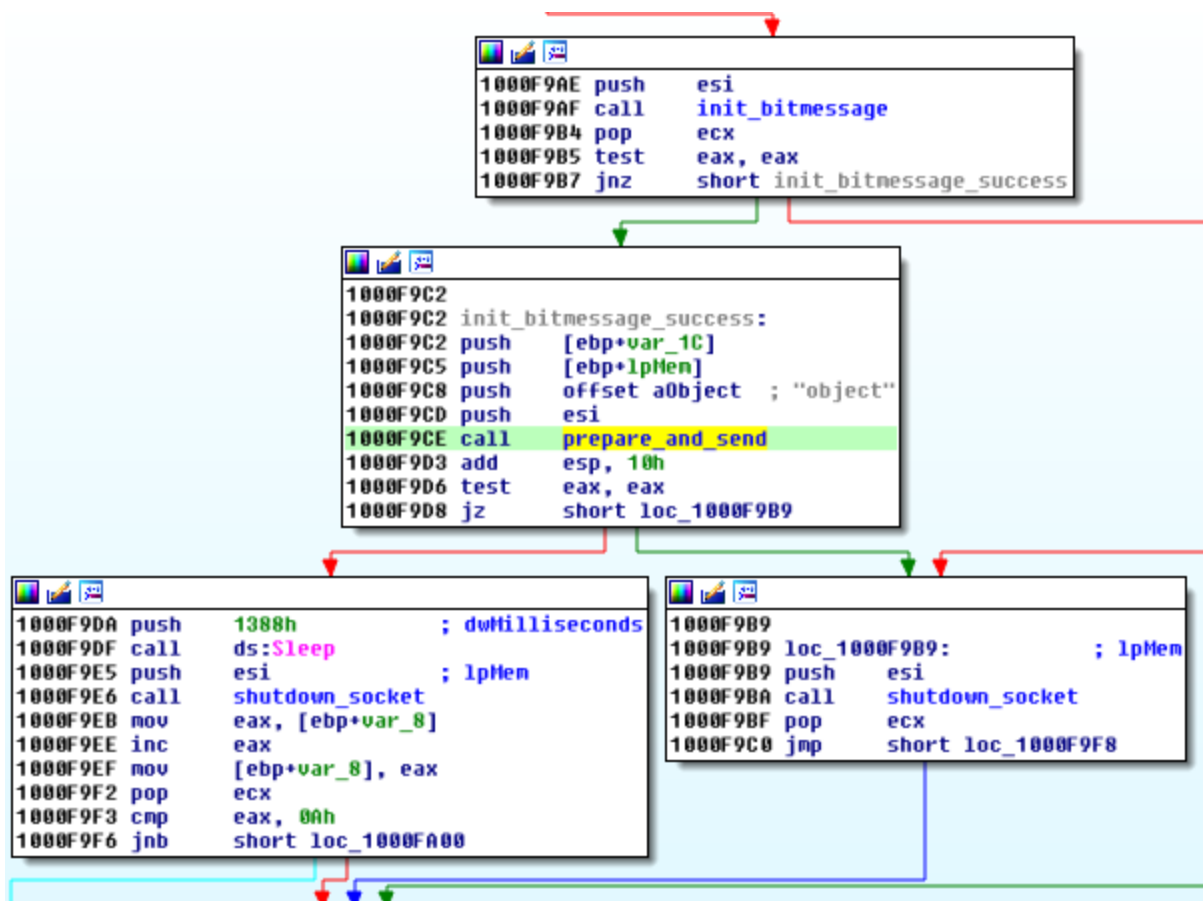 1000F9AE push esi
1000F9AF call init_bitmessage
1000F9B4 pop ecx
1000F9B5 test eax, eax
1000F9B7 jnz short init_bitmessage_success
1000F9C2
1000F9C2 init_bitmessage_success:
1000F9C2 push [ebp+var_1C]
1000F9C5 push [ebp+lpMem]
1000F9C8 push offset aObject ; "object"
1000F9CD push esi
1000F9CE call prepare_and_send
1000F9D3 add esp, 10h
1000F9D6 test eax, eax
1000F9D8 jz short loc_1000F9B9
1000F9DA push 1388h ; dwMilliseconds
1000F9DF call ds:Sleep
1000F9E5 push esi ; lpMem
1000F9E6 call shutdown_socket
1000F9EB mov eax, [ebp+var_8]
1000F9EE inc eax
1000F9EF mov [ebp+var_8], eax
1000F9F2 pop ecx
1000F9F3 cmp eax, 0Ah
1000F9F6 jnb short loc_1000FA00
1000F9B9
1000F9B9 loc_1000F9B9: ; lpMem
1000F9B9 push esi
1000F9BA call shutdown_socket
1000F9BF pop ecx
1000F9C0 jmp short loc_1000F9F8